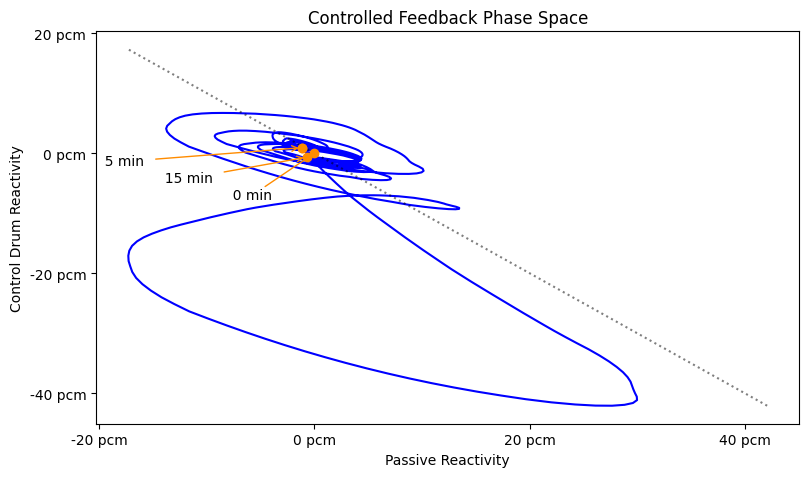 Controlled Feedback Phase Space
20 pcm
0 pcm
-20 pcm
-40 pcm
Control Drum Reactivity
5 min
15 min
0 min
-20 pcm
0 pcm
20 pcm
40 pcm
Passive Reactivity